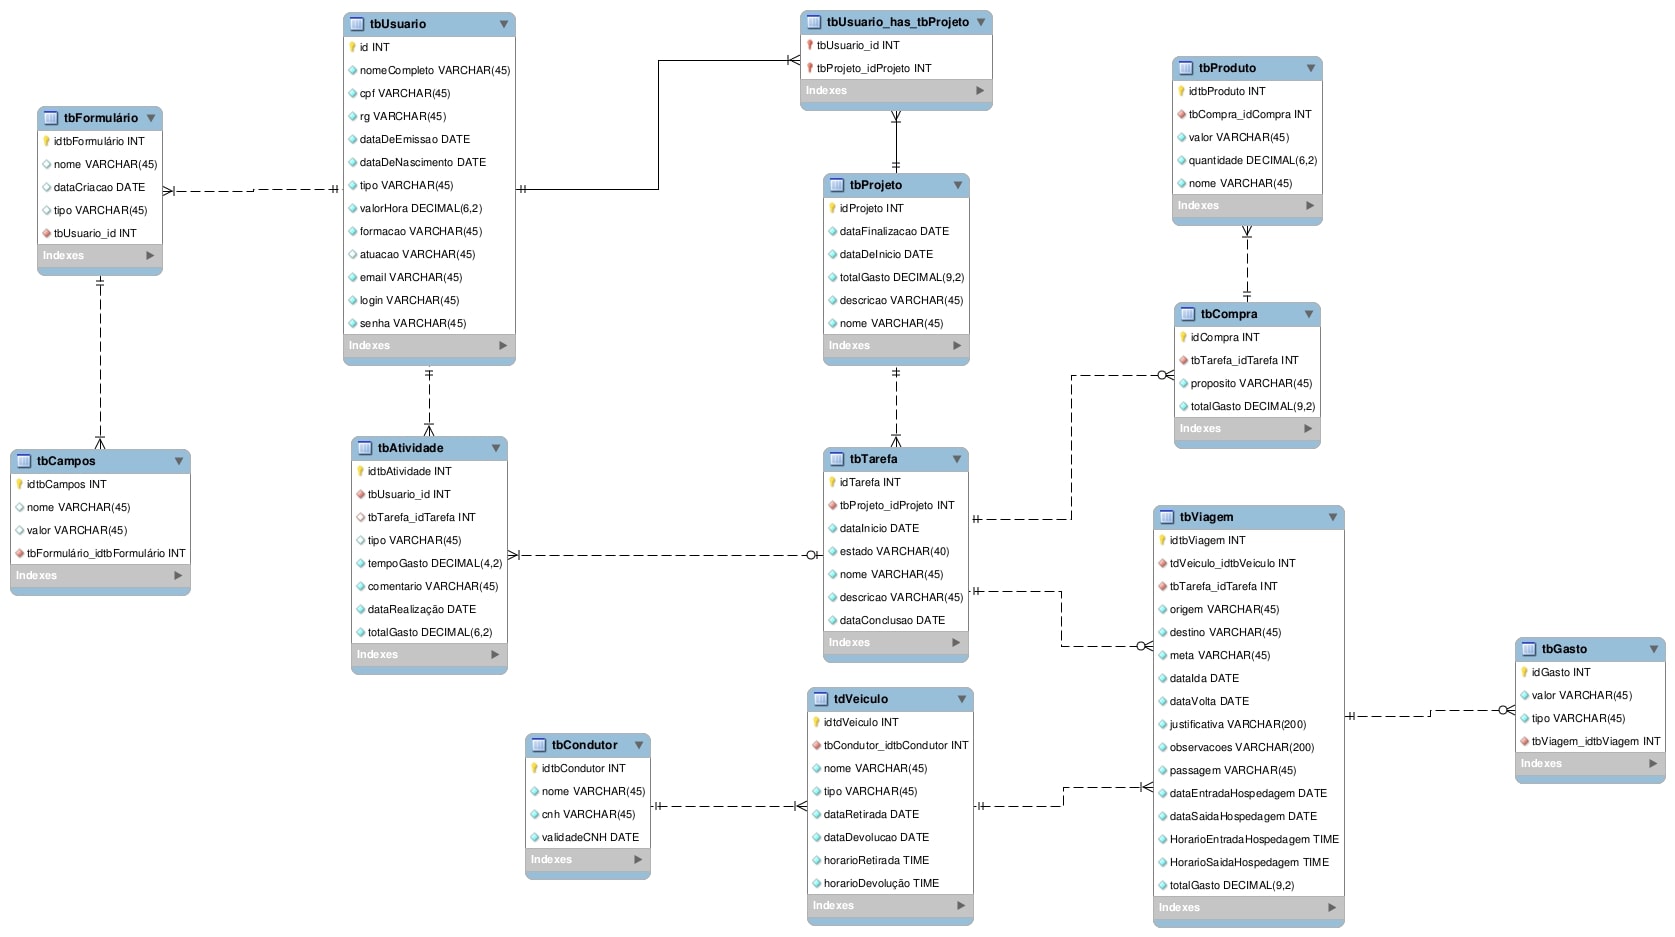 tbUsuario
id INT
nomeCompleto VARCHAR(45)
cpf VARCHAR(45)
rg VARCHAR(45)
dataDeEmissao DATE
dataDeNascimento DATE
tipo VARCHAR(45)
valorHora DECIMAL(6,2)
formacao VARCHAR(45)
atuacao VARCHAR(45)
email VARCHAR(45)
login VARCHAR(45)
senha VARCHAR(45)
Indexes
tbUsuario_has_tbProjeto
tbUsuario_id INT
tbProjeto_idProjeto INT
Indexes
tbProduto
idtbProduto INT
tbCompra_idCompra INT
valor VARCHAR(45)
quantidade DECIMAL(6,2)
nome VARCHAR(45)
Indexes
tbFormulário
idtbFormulário INT
nome VARCHAR(45)
dataCriacao DATE
tipo VARCHAR(45)
tbUsuario_id INT
Indexes
tbProjeto
idProjeto INT
dataFinalizacao DATE
dataDeInicio DATE
totalGasto DECIMAL(9,2)
descricao VARCHAR(45)
nome VARCHAR(45)
Indexes
tbCompra
idCompra INT
tbTarefa_idTarefa INT
proposito VARCHAR(45)
totalGasto DECIMAL(9,2)
Indexes
tbCampos
idtbCampos INT
nome VARCHAR(45)
valor VARCHAR(45)
tbFormulário_idtbFormulário INT
Indexes
tbAtividade
idtbAtividade INT
tbUsuario_id INT
tbTarefa_idTarefa INT
tipo VARCHAR(45)
tempoGasto DECIMAL(4,2)
comentario VARCHAR(45)
dataRealização DATE
totalGasto DECIMAL(6,2)
Indexes
tbTarefa
idTarefa INT
tbProjeto_idProjeto INT
dataInicio DATE
estado VARCHAR(40)
nome VARCHAR(45)
descricao VARCHAR(45)
dataConclusao DATE
Indexes
tbViagem
idtbViagem INT
tdVeiculo_idtbVeiculo INT
tbTarefa_idTarefa INT
origem VARCHAR(45)
destino VARCHAR(45)
meta VARCHAR(45)
dataIda DATE
dataVolta DATE
justificativa VARCHAR(200)
observacoes VARCHAR(200)
passagem VARCHAR(45)
dataEntradaHospedagem DATE
dataSaidaHospedagem DATE
HorarioEntradaHospedagem TIME
HorarioSaidaHospedagem TIME
totalGasto DECIMAL(9,2)
Indexes
tbGasto
idGasto INT
valor VARCHAR(45)
tipo VARCHAR(45)
tbViagem_idtbViagem INT
Indexes
tbCondutor
idtbCondutor INT
nome VARCHAR(45)
cnh VARCHAR(45)
validadeCNH DATE
Indexes
tdVeiculo
idtdVeiculo INT
tbCondutor_idtbCondutor INT
nome VARCHAR(45)
tipo VARCHAR(45)
dataRetirada DATE
dataDevolucao DATE
horarioRetirada TIME
horarioDevolução TIME
Indexes